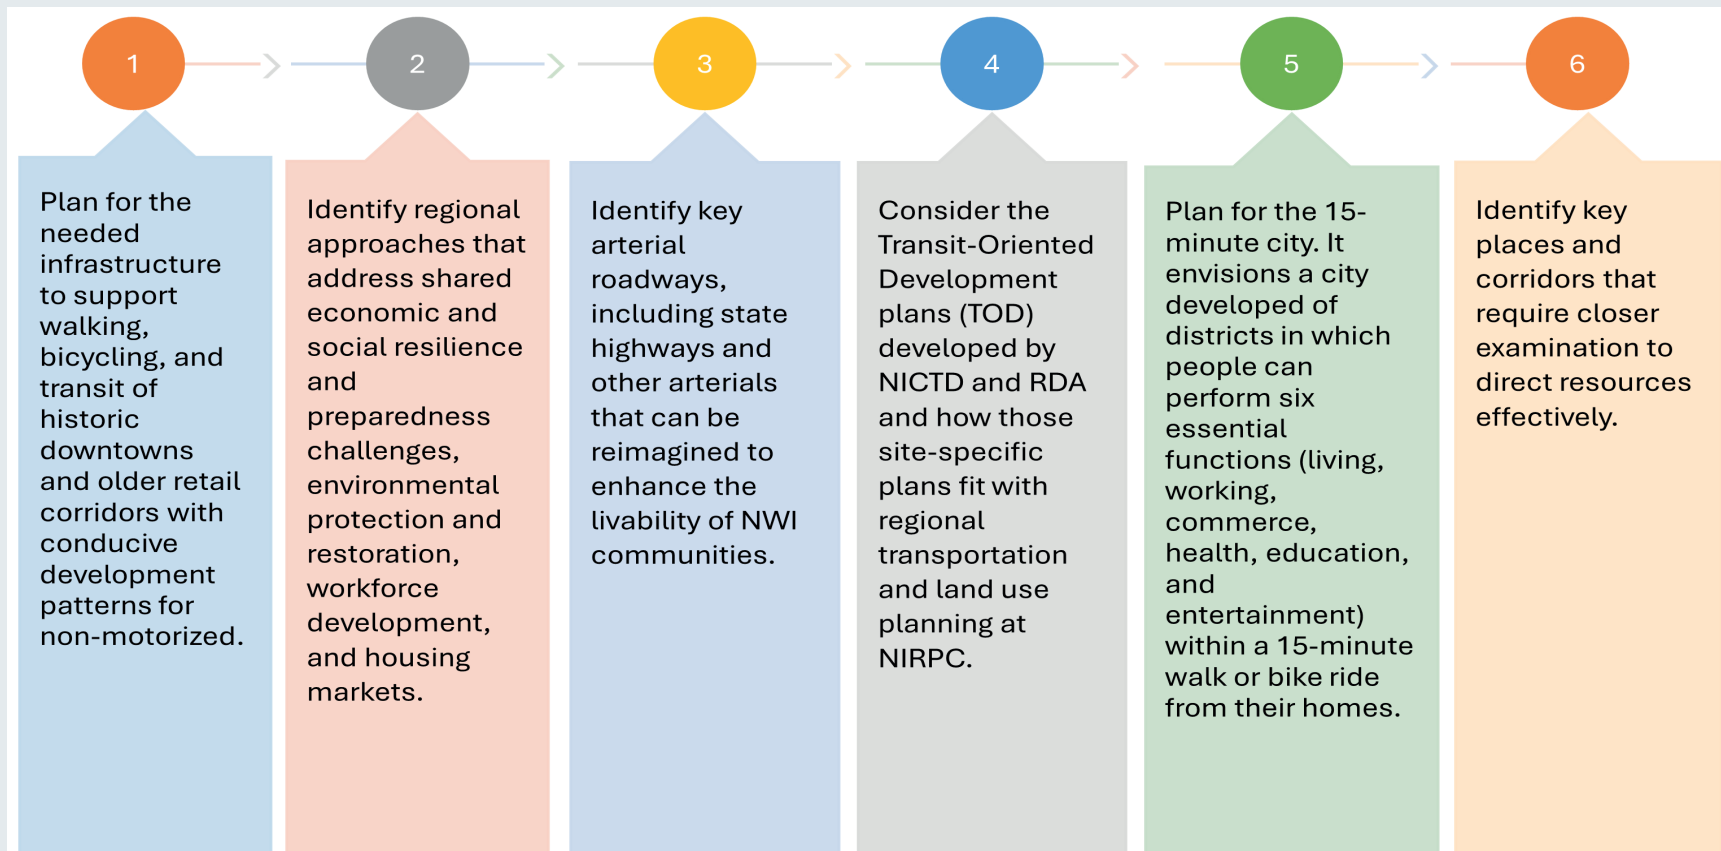 1
2
3
4
5
6
Plan for the
needed
infrastructure
to support
walking,
bicycling, and
transit of
historic
downtowns
and older retail
corridors with
conducive
development
patterns for
non-motorized.
Identify regional
approaches that
address shared
economic and
social resilience
and
preparedness
challenges,
environmental
protection and
restoration,
workforce
development,
and housing
markets.
Identify key
arterial
roadways,
including state
highways and
other arterials
that can be
reimagined to
enhance the
livability of NWI
communities.
Consider the
Transit-Oriented
Development
plans (TOD)
developed by
NICTD and RDA
and how those
site-specific
plans fit with
regional
transportation
and land use
planning at
NIRPC.
Plan for the 15-
minute city. It
envisions a city
developed of
districts in which
people can
perform six
essential
functions (living,
working,
commerce,
health, education,
and
entertainment)
within a 15-minute
walk or bike ride
from their homes.
Identify key
places and
corridors that
require closer
examination to
direct resources
effectively.